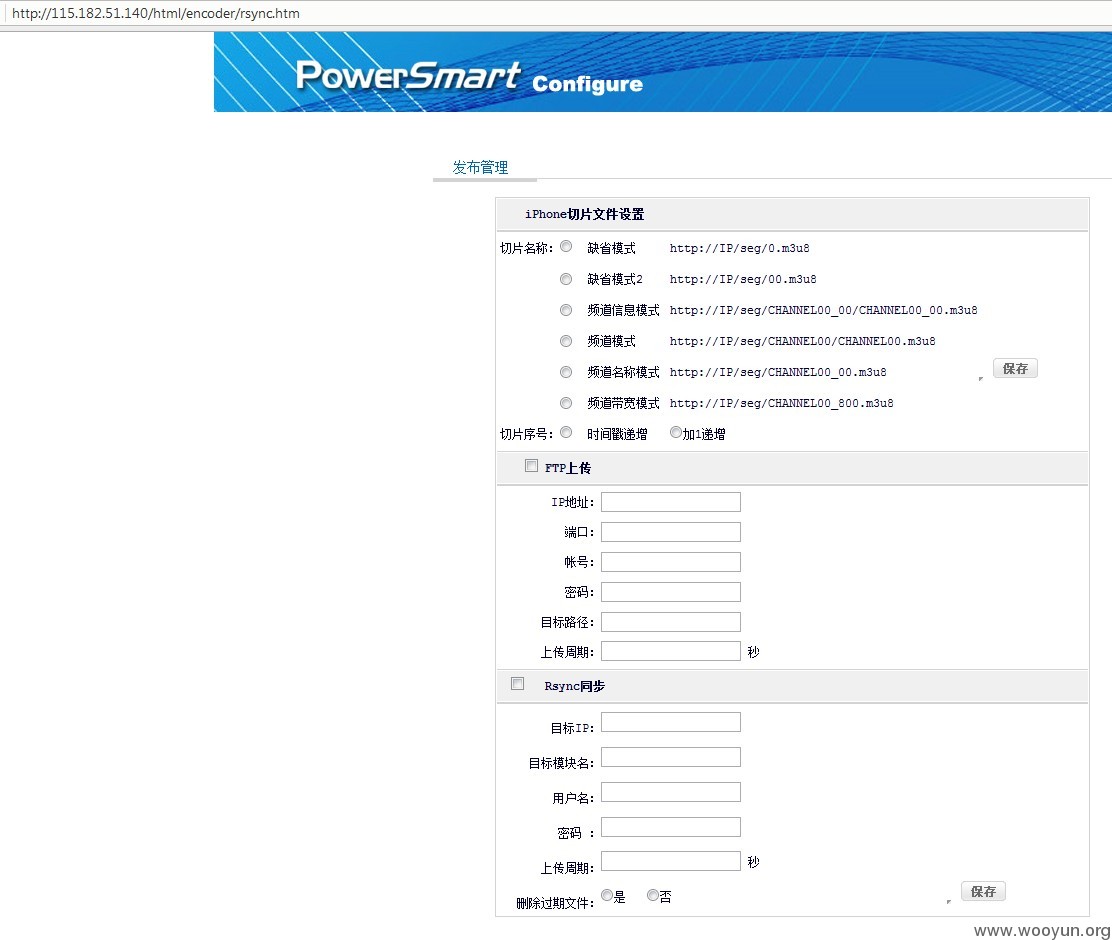 http://115.182.51.140/html/encoder/rsync.htm
PowerSmart Configure
发布管理
iPhone切片文件设置
切片名称: 缺省模式 http://IP/seg/0.m3u8
缺省模式2 http://IP/seg/00.m3u8
频道信息模式 http://IP/seg/CHANNEL00_00/CHANNEL00_00.m3u8
频道模式 http://IP/seg/CHANNEL00/CHANNEL00.m3u8
频道名称模式 http://IP/seg/CHANNEL00_00.m3u8 保存
频道带宽模式 http://IP/seg/CHANNEL00_800.m3u8
切片序号: 时间戳递增 加1递增
FTP上传
IP地址:
端口:
帐号:
密码:
目标路径:
上传周期: 秒
Rsync同步
目标IP:
目标模块名:
用户名:
密码 :
上传周期: 秒
删除过期文件: 是 否 保存
www.wooyun.org